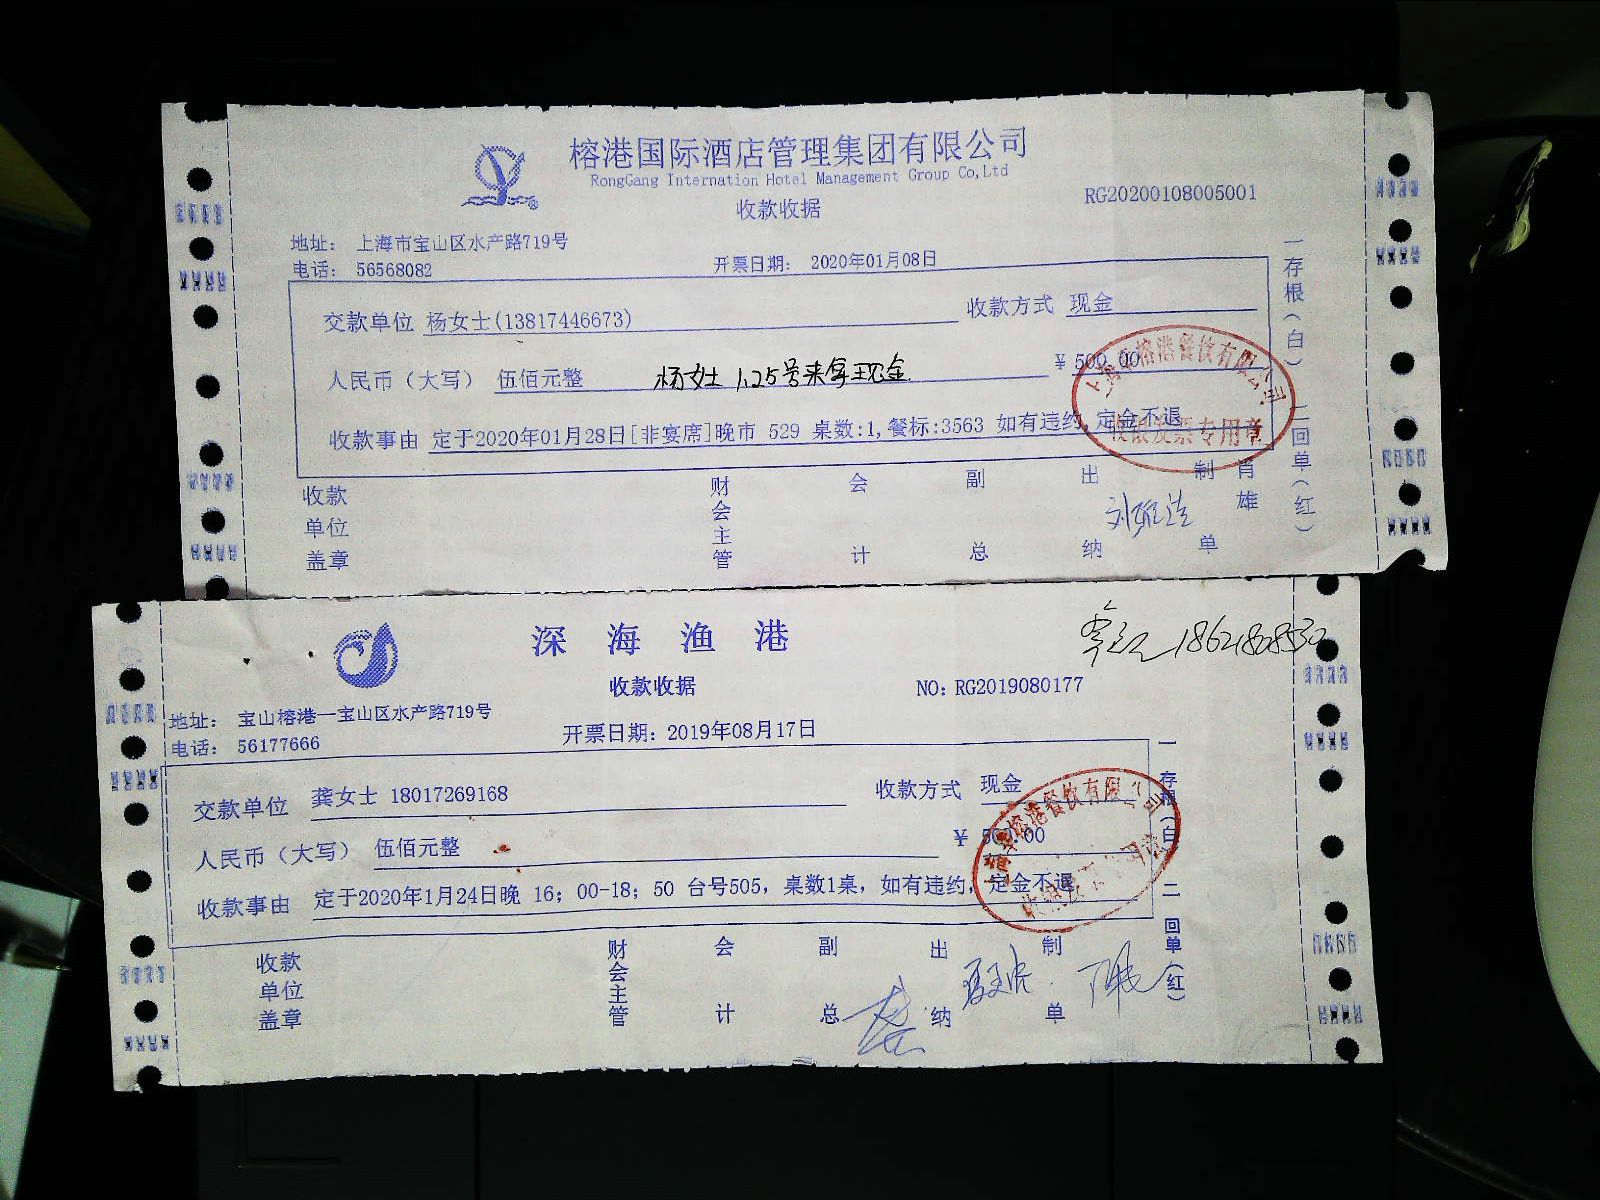 榕港国际酒店管理集团有限公司
RongGang Internation Hotel Management Group Co,Ltd
收款收据
RG20200108005001
地址: 上海市宝山区水产路719号
电话: 56568082
开票日期: 2020年01月08日
交款单位 杨女士(13817446673)
收款方式 现金
人民币(大写) 伍佰元整
杨女士 1.25号来拿现金
¥ 500.00
收款事由 定于2020年01月28日[非宴席]晚市 529 桌数:1,餐标:3563 如有违约,定金不退
收款单位盖章
财会主管
会计
副总
出纳
制单
肖雄
一存根(白)
二回单(红)
深海渔港
收款收据
NO: RG2019080177
18621808530
地址: 宝山榕港—宝山区水产路719号
电话: 56177666
开票日期: 2019年08月17日
交款单位 龚女士 18017269168
收款方式 现金
人民币(大写) 伍佰元整
¥ 500.00
收款事由 定于2020年1月24日晚 16;00-18;50 台号505,桌数1桌,如有违约,定金不退
收款单位盖章
财会主管
会计
副总
出纳
制单
一存根(白)
二回单(红)